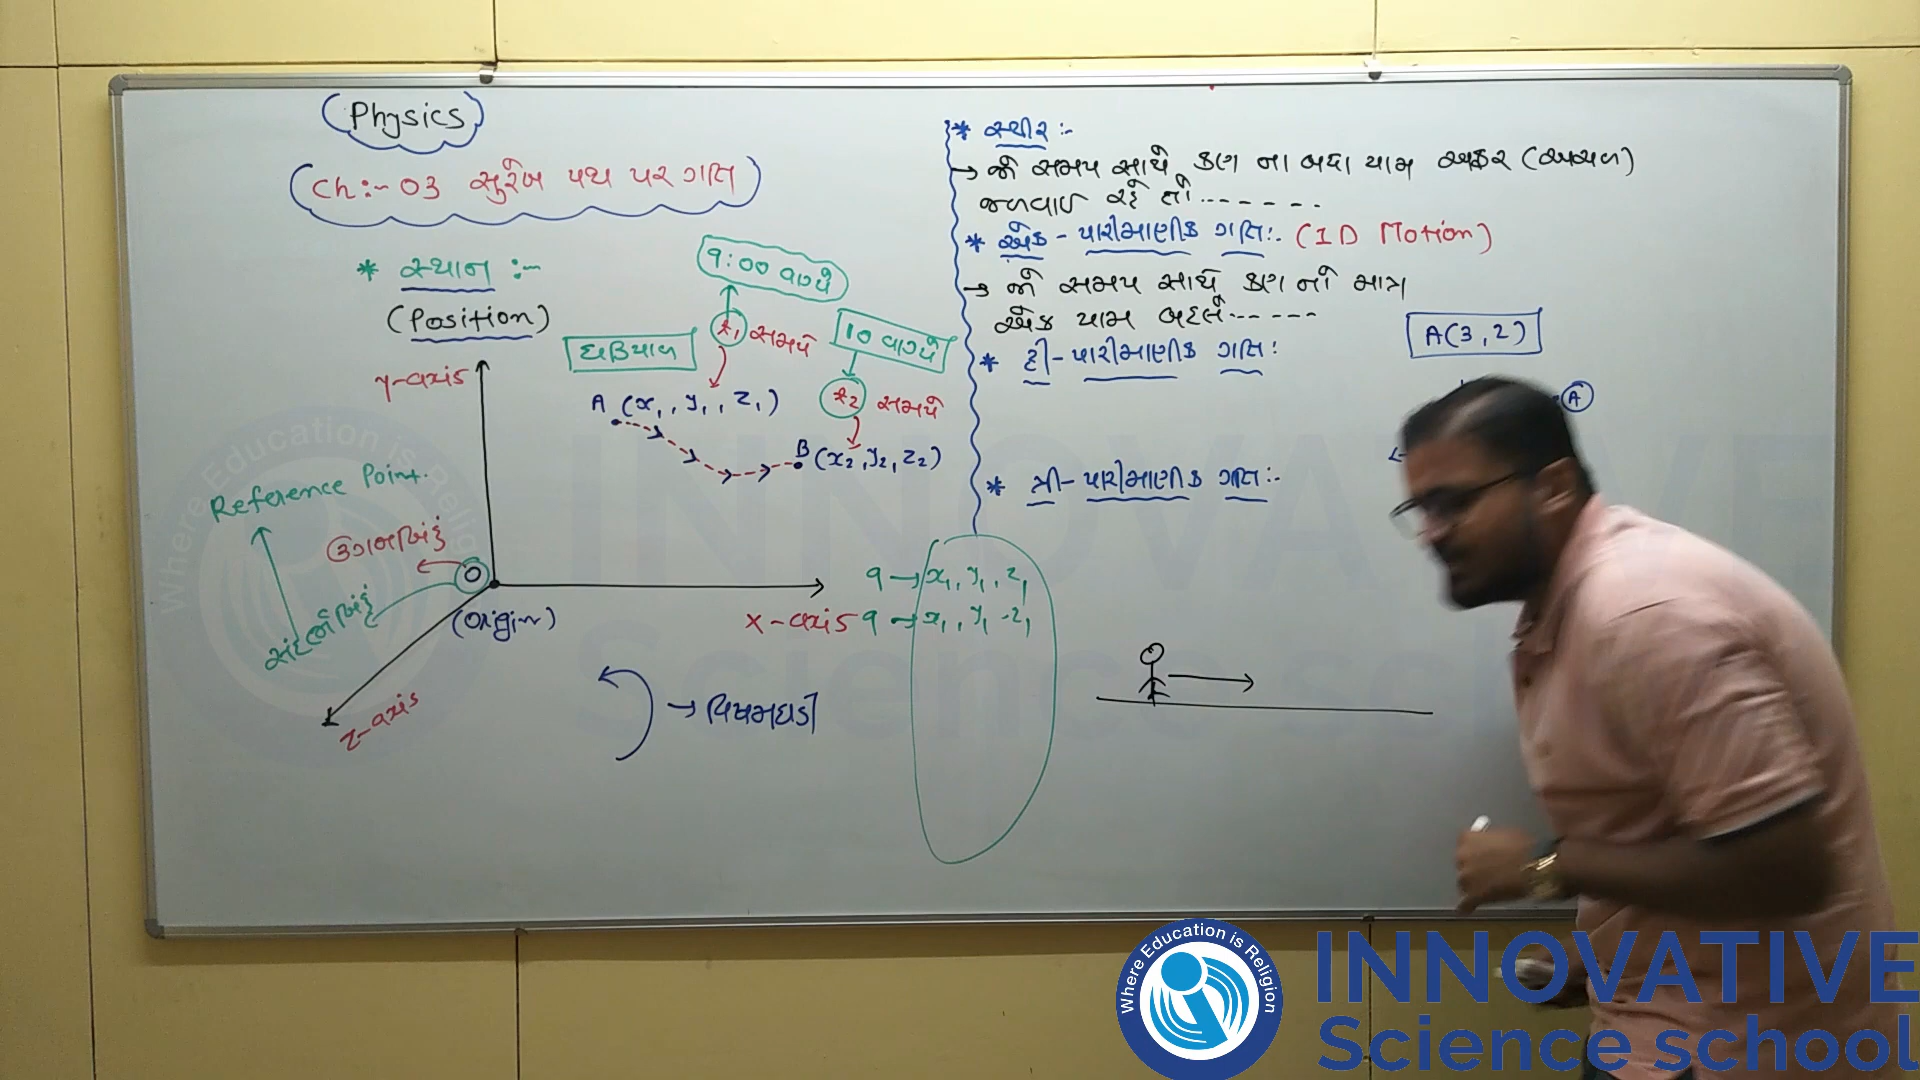 Physics
Ch:- 03 સુરેખ પથ પર ગતિ
* સ્થાન :-
(Position)
y-axis
Reference Point.
ઉગમબિંદું
સંદર્ભબિંદું
O
(Origin)
x-axis
z-axis
9:00 વાગ્યે
t1 સમયે
10 વાગ્યે
t2 સમયે
ઘડિયાળ
A (x1, y1, z1)
B (x2, y2, z2)
→ વિષમઘડી
9 → x1, y1, z1
9 → x1, y1, z1
* સ્થીર :-
→ જો સમય સાથે કણ ના બધા યામ અફર (અચળ)
જળવાઈ રહે તો-------
* એક - પારીમાણીક ગતિ:- (1D Motion)
→ જો સમય સાથે કણ નો માત્ર
એક યામ બદલે------
* દ્વી - પારીમાણીક ગતિ:
* ત્રી - પારીમાણીક ગતિ:-
A(3,2)
A
Where Education is Religion
INNOVATIVE
Science school